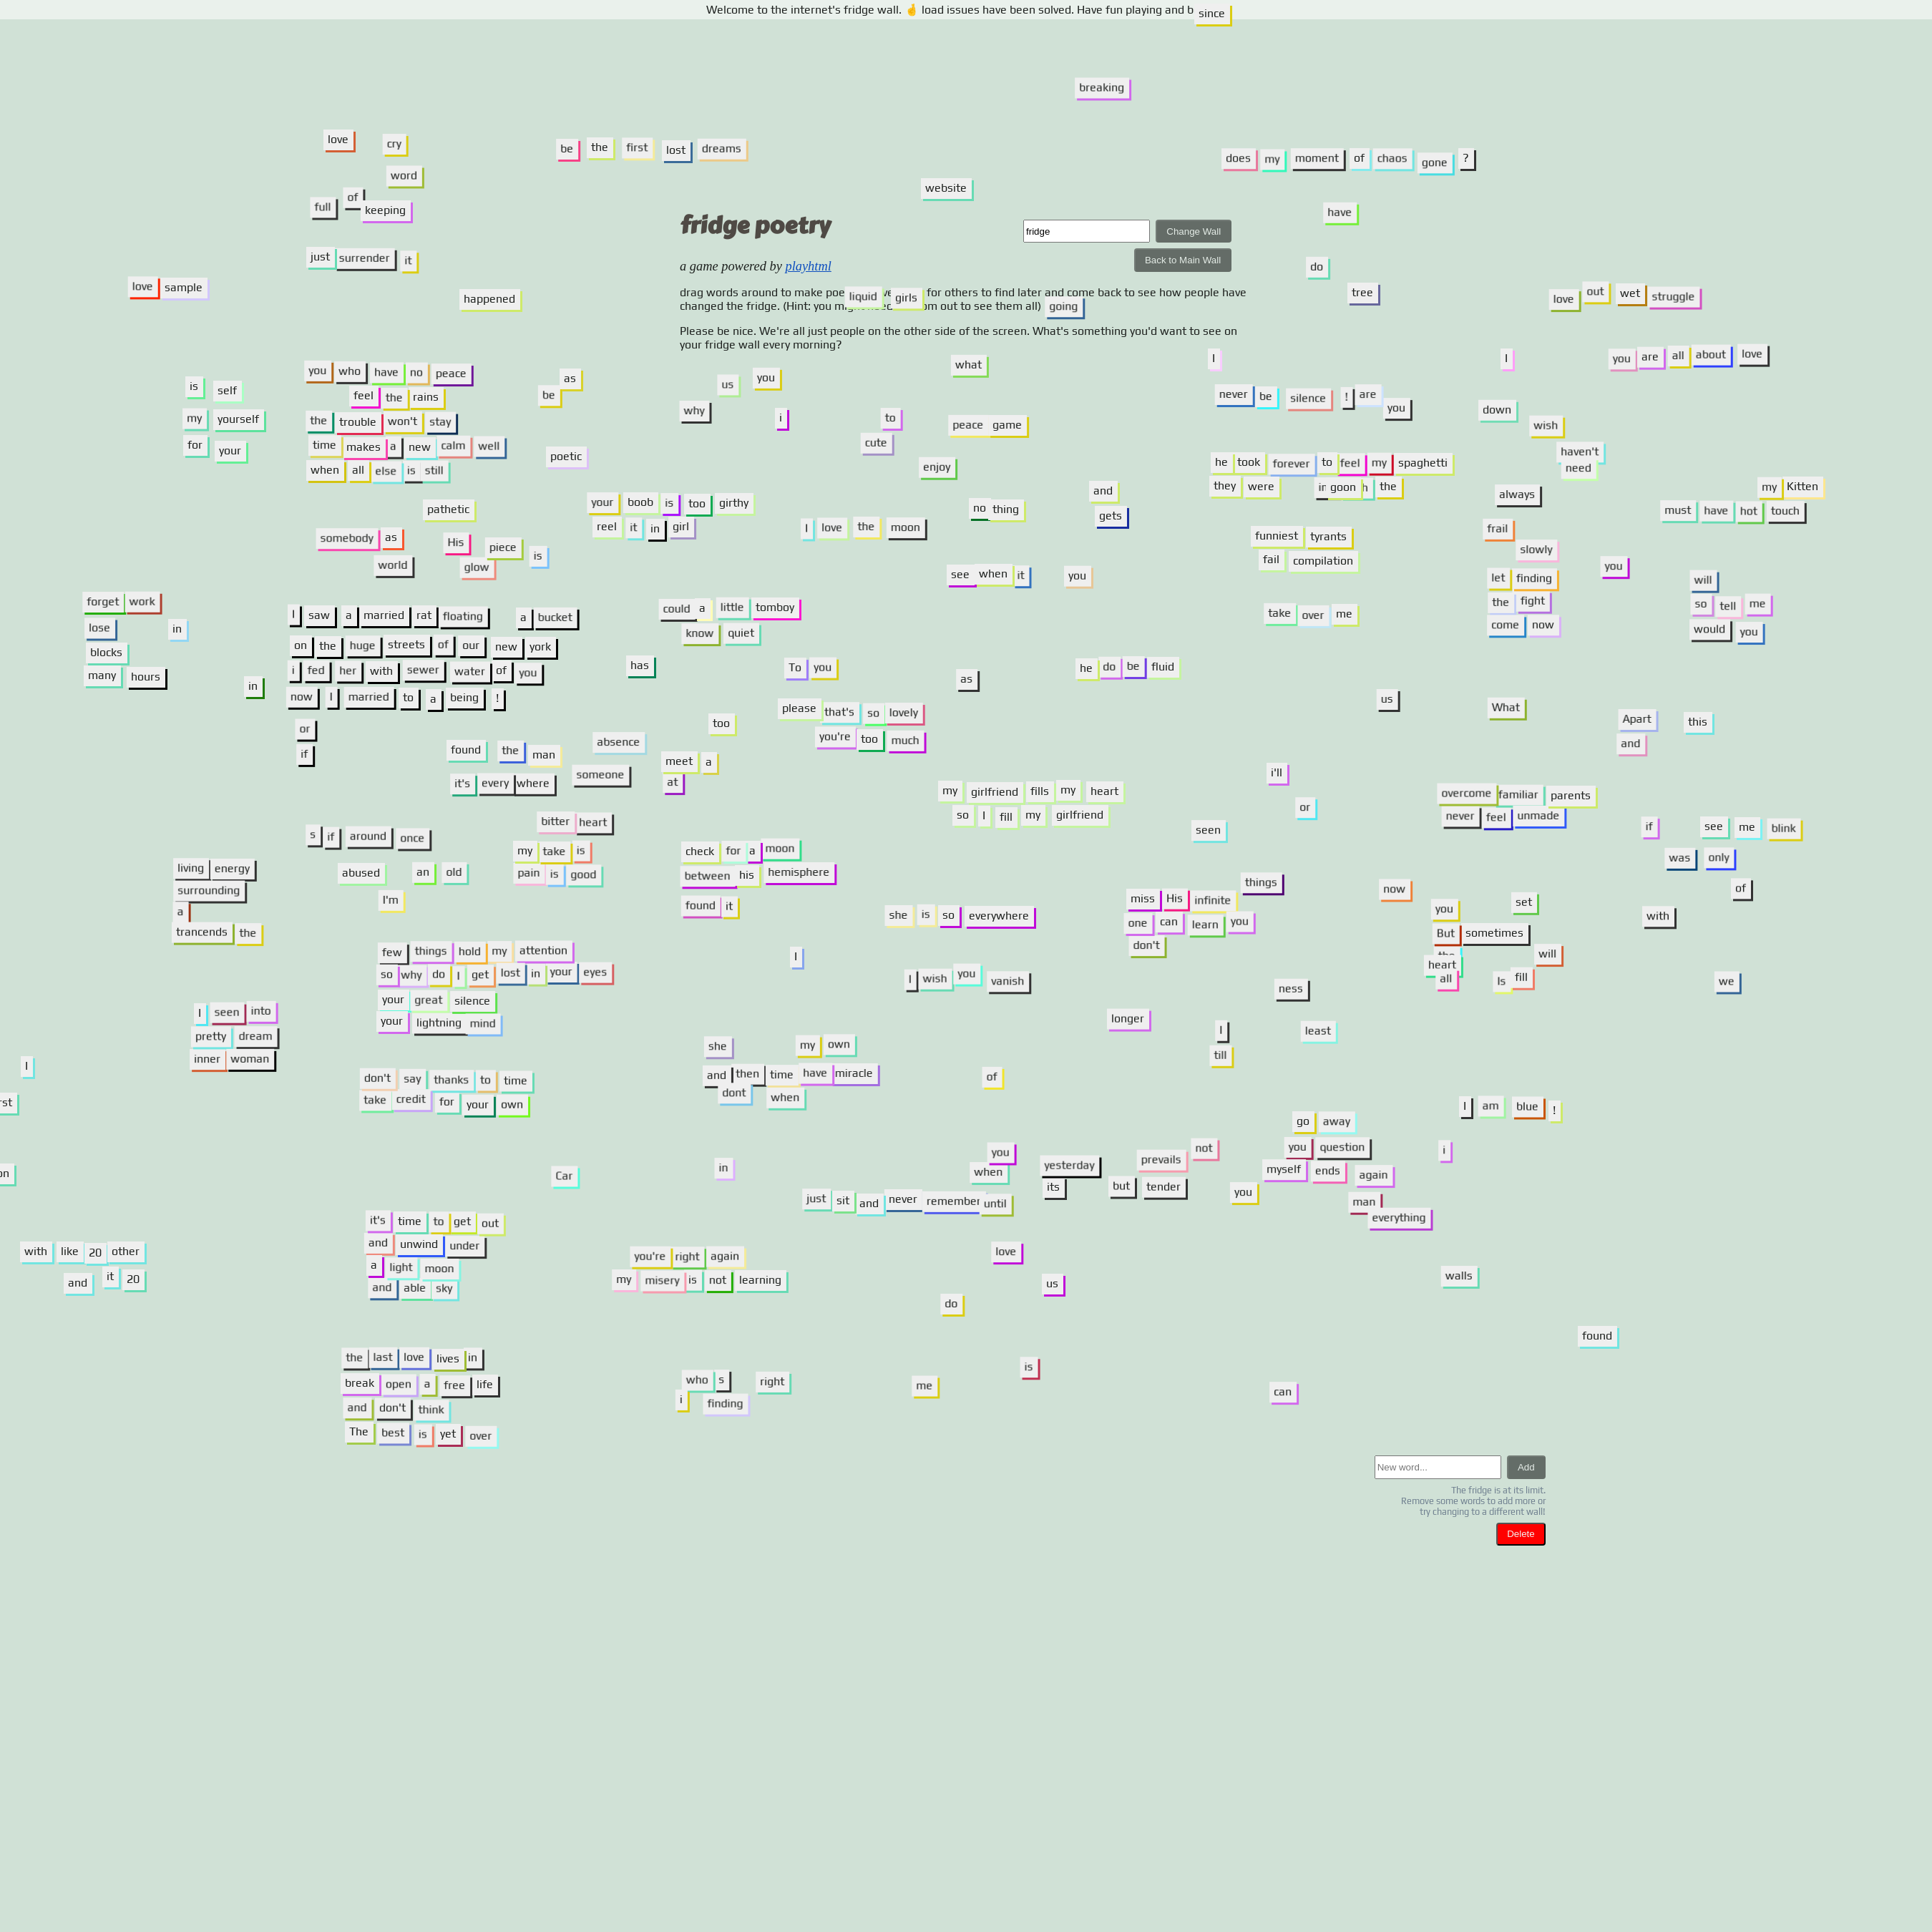 Welcome to the internet's fridge wall. ☝ load issues have been solved. Have fun playing and b
since
breaking
love cry
word
full of keeping
just surrender it
love sample
happened
be the first lost dreams
website
does my moment of chaos gone ?
have
do
tree
love out wet struggle
fridge poetry
fridge
Change Wall
Back to Main Wall
a game powered by playhtml
liquid girls
going
drag words around to make poe for others to find later and come back to see how people have
changed the fridge. (Hint: you out to see them all)
Please be nice. We're all just people on the other side of the screen. What's something you'd want to see on
your fridge wall every morning?
is self
my yourself
for your
you who have no peace
feel the rains
the trouble won't stay
time makes a new calm well
when all else is still
as
be
poetic
pathetic
us you
why i
to
cute
what
peace game
enjoy
I
never be silence ! are you
I
you are all about love
down
wish
haven't
need
he took forever to feel my spaghetti
they were goon the
always
my Kitten
must have hot touch
your boob is too girthy
reel it in girl
I love the moon
no thing
and
gets
see when it you
funniest tyrants
fail compilation
frail
slowly
let finding
the fight
come now
you
will
so tell me
would you
somebody as
world
His piece is
glow
forget work
lose in
blocks
many hours
in
I saw a married rat floating a bucket
on the huge streets of our new york
i fed her with sewer water of you
now I married to a being !
or
if
could a little tomboy
know quiet
take over me
has
To you
as
he do be fluid
us
What
Apart this
and
please that's so lovely
you're too much
too
found the man absence
it's every where someone
meet a
at
i'll
or
my girlfriend fills my heart
so I fill my girlfriend
overcome familiar parents
never feel unmade
seen
if see me blink
was only
of
with
s if around once
bitter heart
my take is
pain is good
abused an old
I'm
check for a moon
between his hemisphere
found it
living energy
surrounding
a
trancends the
she is so everywhere
things
miss His infinite
one can learn you
don't
now
you set
But sometimes
heart
all
will
Is fill
we
few things hold my attention
so why do I get lost in your eyes
your great silence
your lightning mind
I
I wish you vanish
ness
longer
I
till
least
I seen into
pretty dream
inner woman
I
rst
on
she my own
and then time have miracle
dont when
of
don't say thanks to time
take credit for your own
I am blue !
go away
you question
myself ends again
man
everything
i
you
when
yesterday
its
prevails not
but tender
you
Car
in
just sit and never remember until
it's time to get out
and unwind under
a light moon
and able sky
with like 20 other
and it 20
you're right again
my misery is not learning
love
us
do
walls
found
the last love lives in
break open a free life
and don't think
The best is yet over
who s right
i finding
me
is
can
New word...
Add
The fridge is at its limit.
Remove some words to add more or
try changing to a different wall!
Delete